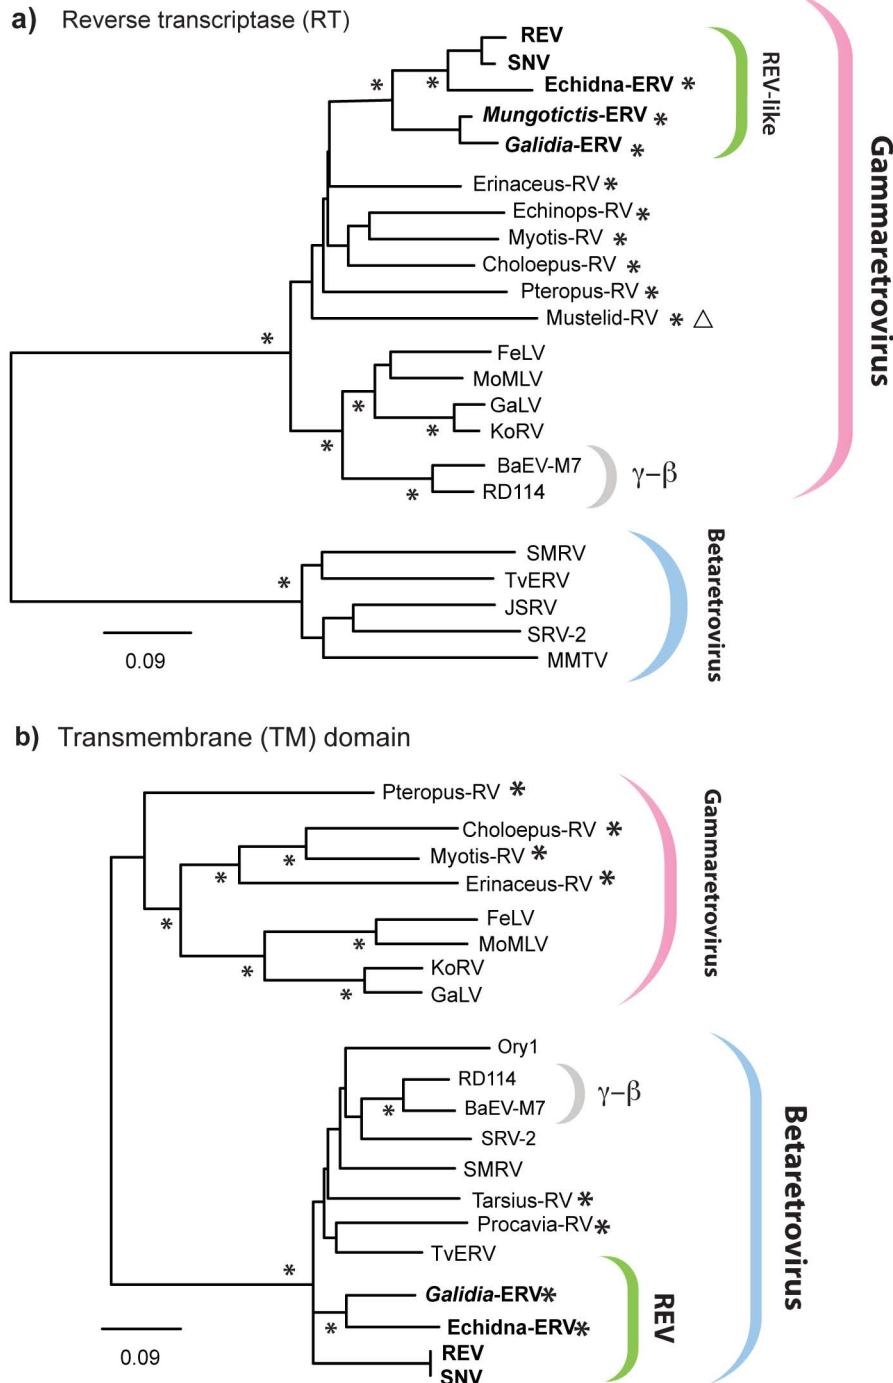 a) Reverse transcriptase (RT)
REV
SNV
Echidna-ERV *
Mungotictis-ERV *
Galidia-ERV *
REV-like
Erinaceus-RV *
Echinops-RV *
Myotis-RV *
Choloepus-RV *
Pteropus-RV *
Mustelid-RV * △
Gammaretrovirus
FeLV
MoMLV
GaLV
KoRV
BaEV-M7
RD114
γ-β
SMRV
TvERV
JSRV
SRV-2
MMTV
Betaretrovirus
0.09
b) Transmembrane (TM) domain
Pteropus-RV *
Choloepus-RV *
Myotis-RV *
Erinaceus-RV *
FeLV
MoMLV
KoRV
GaLV
Gammaretrovirus
Ory1
RD114
BaEV-M7
γ-β
SRV-2
SMRV
Tarsius-RV *
Procavia-RV *
TvERV
Galidia-ERV *
Echidna-ERV *
REV
SNV
REV
Betaretrovirus
0.09